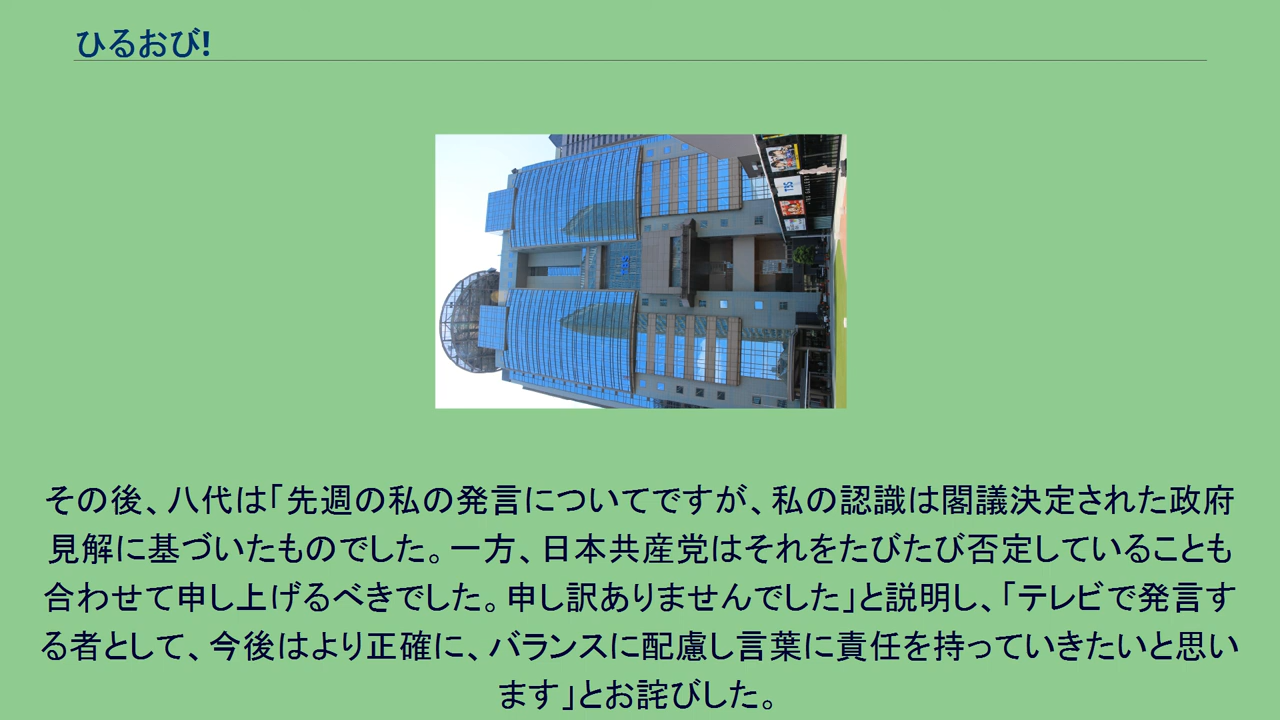 ひるおび!
TBS
TBS
その後、八代は「先週の私の発言についてですが、私の認識は閣議決定された政府
見解に基づいたものでした。一方、日本共産党はそれをたびたび否定していることも
合わせて申し上げるべきでした。申し訳ありませんでした」と説明し、「テレビで発言す
る者として、今後はより正確に、バランスに配慮し言葉に責任を持っていきたいと思い
ます」とお詫びした。